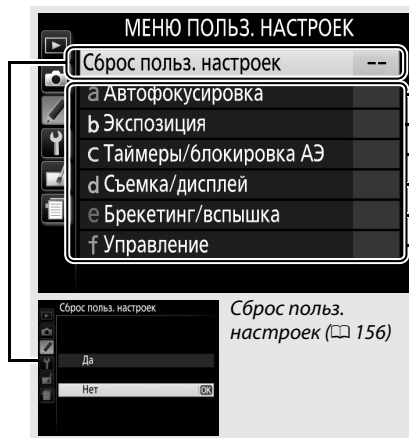 МЕНЮ ПОЛЬЗ. НАСТРОЕК
Сброс польз. настроек --
a Автофокусировка
b Экспозиция
c Таймеры/блокировка АЭ
d Съемка/дисплей
e Брекетинг/вспышка
f Управление
Сброс польз. настроек
Да
Нет OK
Сброс польз.
настроек (📖 156)